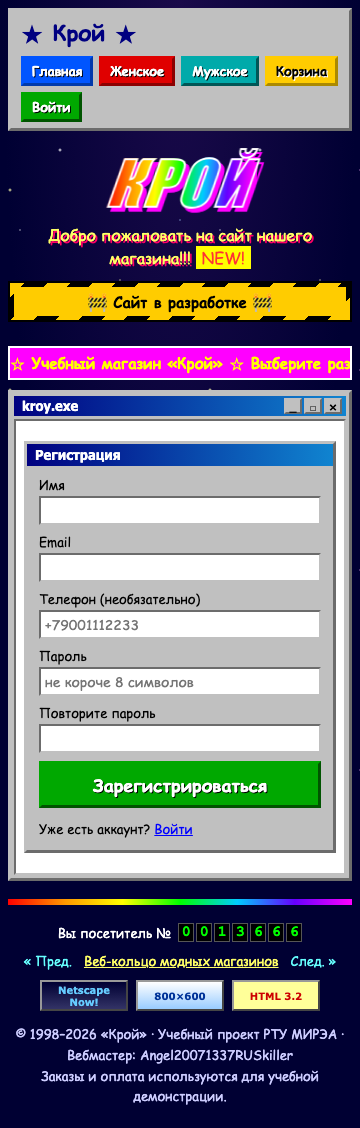 ★ Крой ★
Главная Женское Мужское Корзина
Войти
КРОЙ
Добро пожаловать на сайт нашего
магазина!!! NEW!
🚧 Сайт в разработке 🚧
☆ Учебный магазин «Крой» ☆ Выберите раз
kroy.exe
Регистрация
Имя
Email
Телефон (необязательно)
+79001112233
Пароль
не короче 8 символов
Повторите пароль
Зарегистрироваться
Уже есть аккаунт? Войти
Вы посетитель № 0013666
« Пред. Веб-кольцо модных магазинов След. »
Netscape
Now!
800×600
HTML 3.2
© 1998–2026 «Крой» · Учебный проект РТУ МИРЭА ·
Вебмастер: Angel20071337RUSkiller
Заказы и оплата используются для учебной
демонстрации.